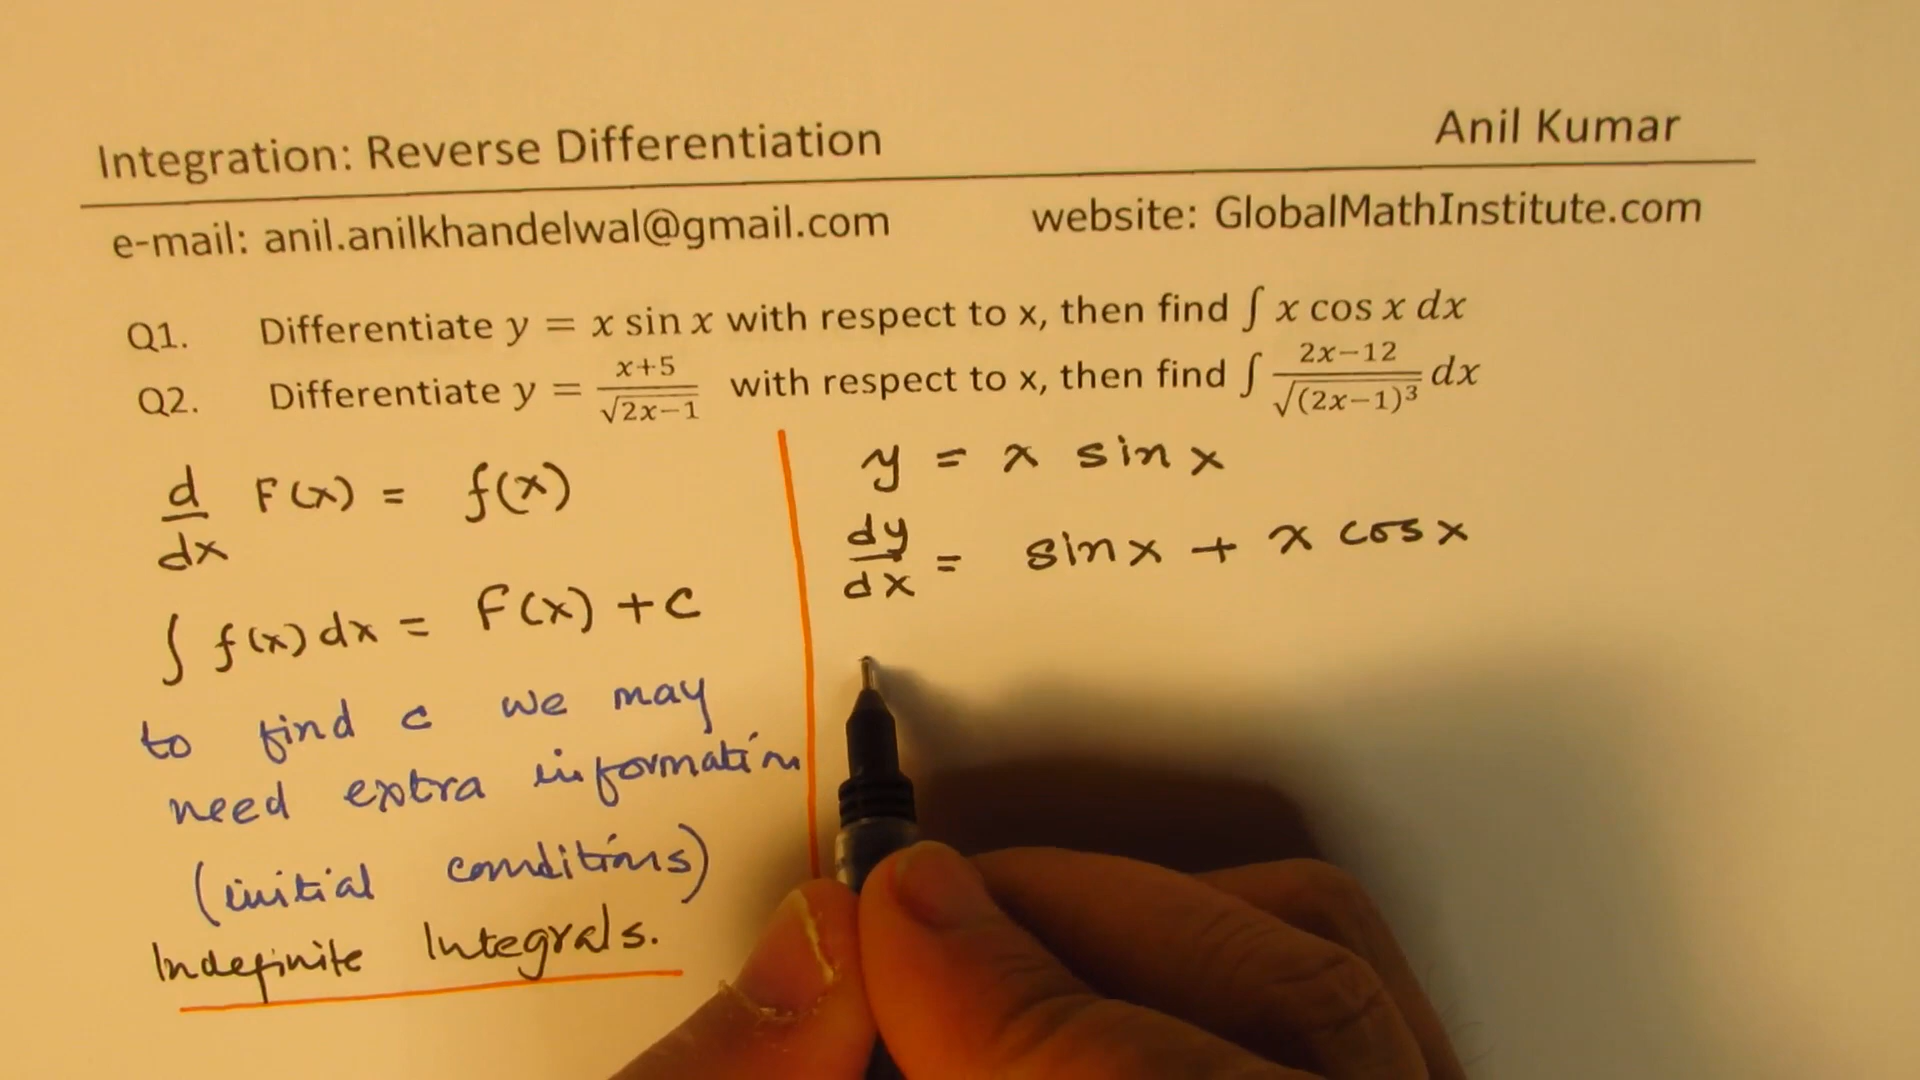 Integration: Reverse Differentiation Anil Kumar
e-mail: anil.anilkhandelwal@gmail.com website: GlobalMathInstitute.com
Q1. Differentiate y = x sin x with respect to x, then find ∫ x cos x dx
Q2. Differentiate y = (x+5)/√(2x−1) with respect to x, then find ∫ (2x−12)/√((2x−1)³) dx
d/dx F(x) = f(x)
∫ f(x) dx = F(x) + c
to find c we may
need extra information
(initial conditions)
Indefinite Integrals.
y = x sin x
dy/dx = sin x + x cos x